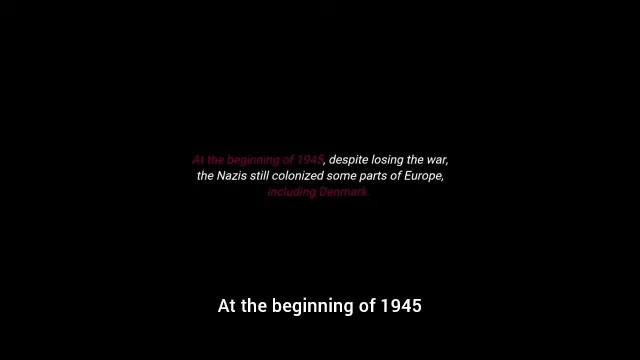 At the beginning of 1945, despite losing the war,
the Nazis still colonized some parts of Europe,
including Denmark.
At the beginning of 1945